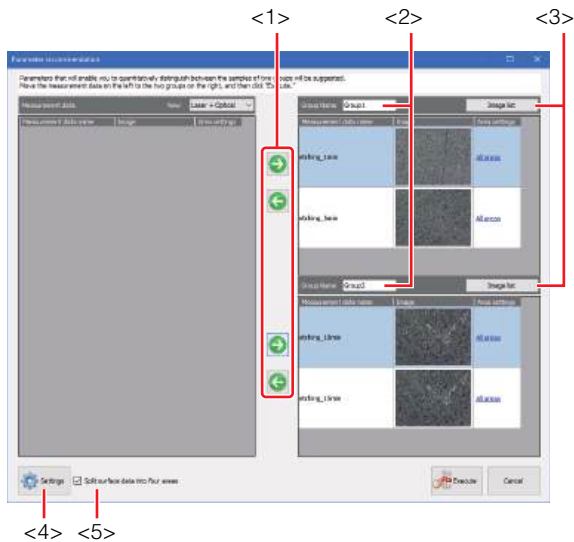 <1> <2> <3>
Parameter recommendation
Parameters that will enable you to quantitatively distinguish between the samples of two groups will be suggested.
Move the measurement data on the left to the two groups on the right, and then click "Execute."
Measurement data View Laser + Optical Group Name Group1 Image list
Measurement data name Image Area settings Measurement data name Image Area settings
etching_1min All areas
etching_5min All areas
Group Name Group2 Image list
Measurement data name Image Area settings
etching_10min All areas
etching_15min All areas
Settings Split surface data into four areas Execute Cancel
<4> <5>